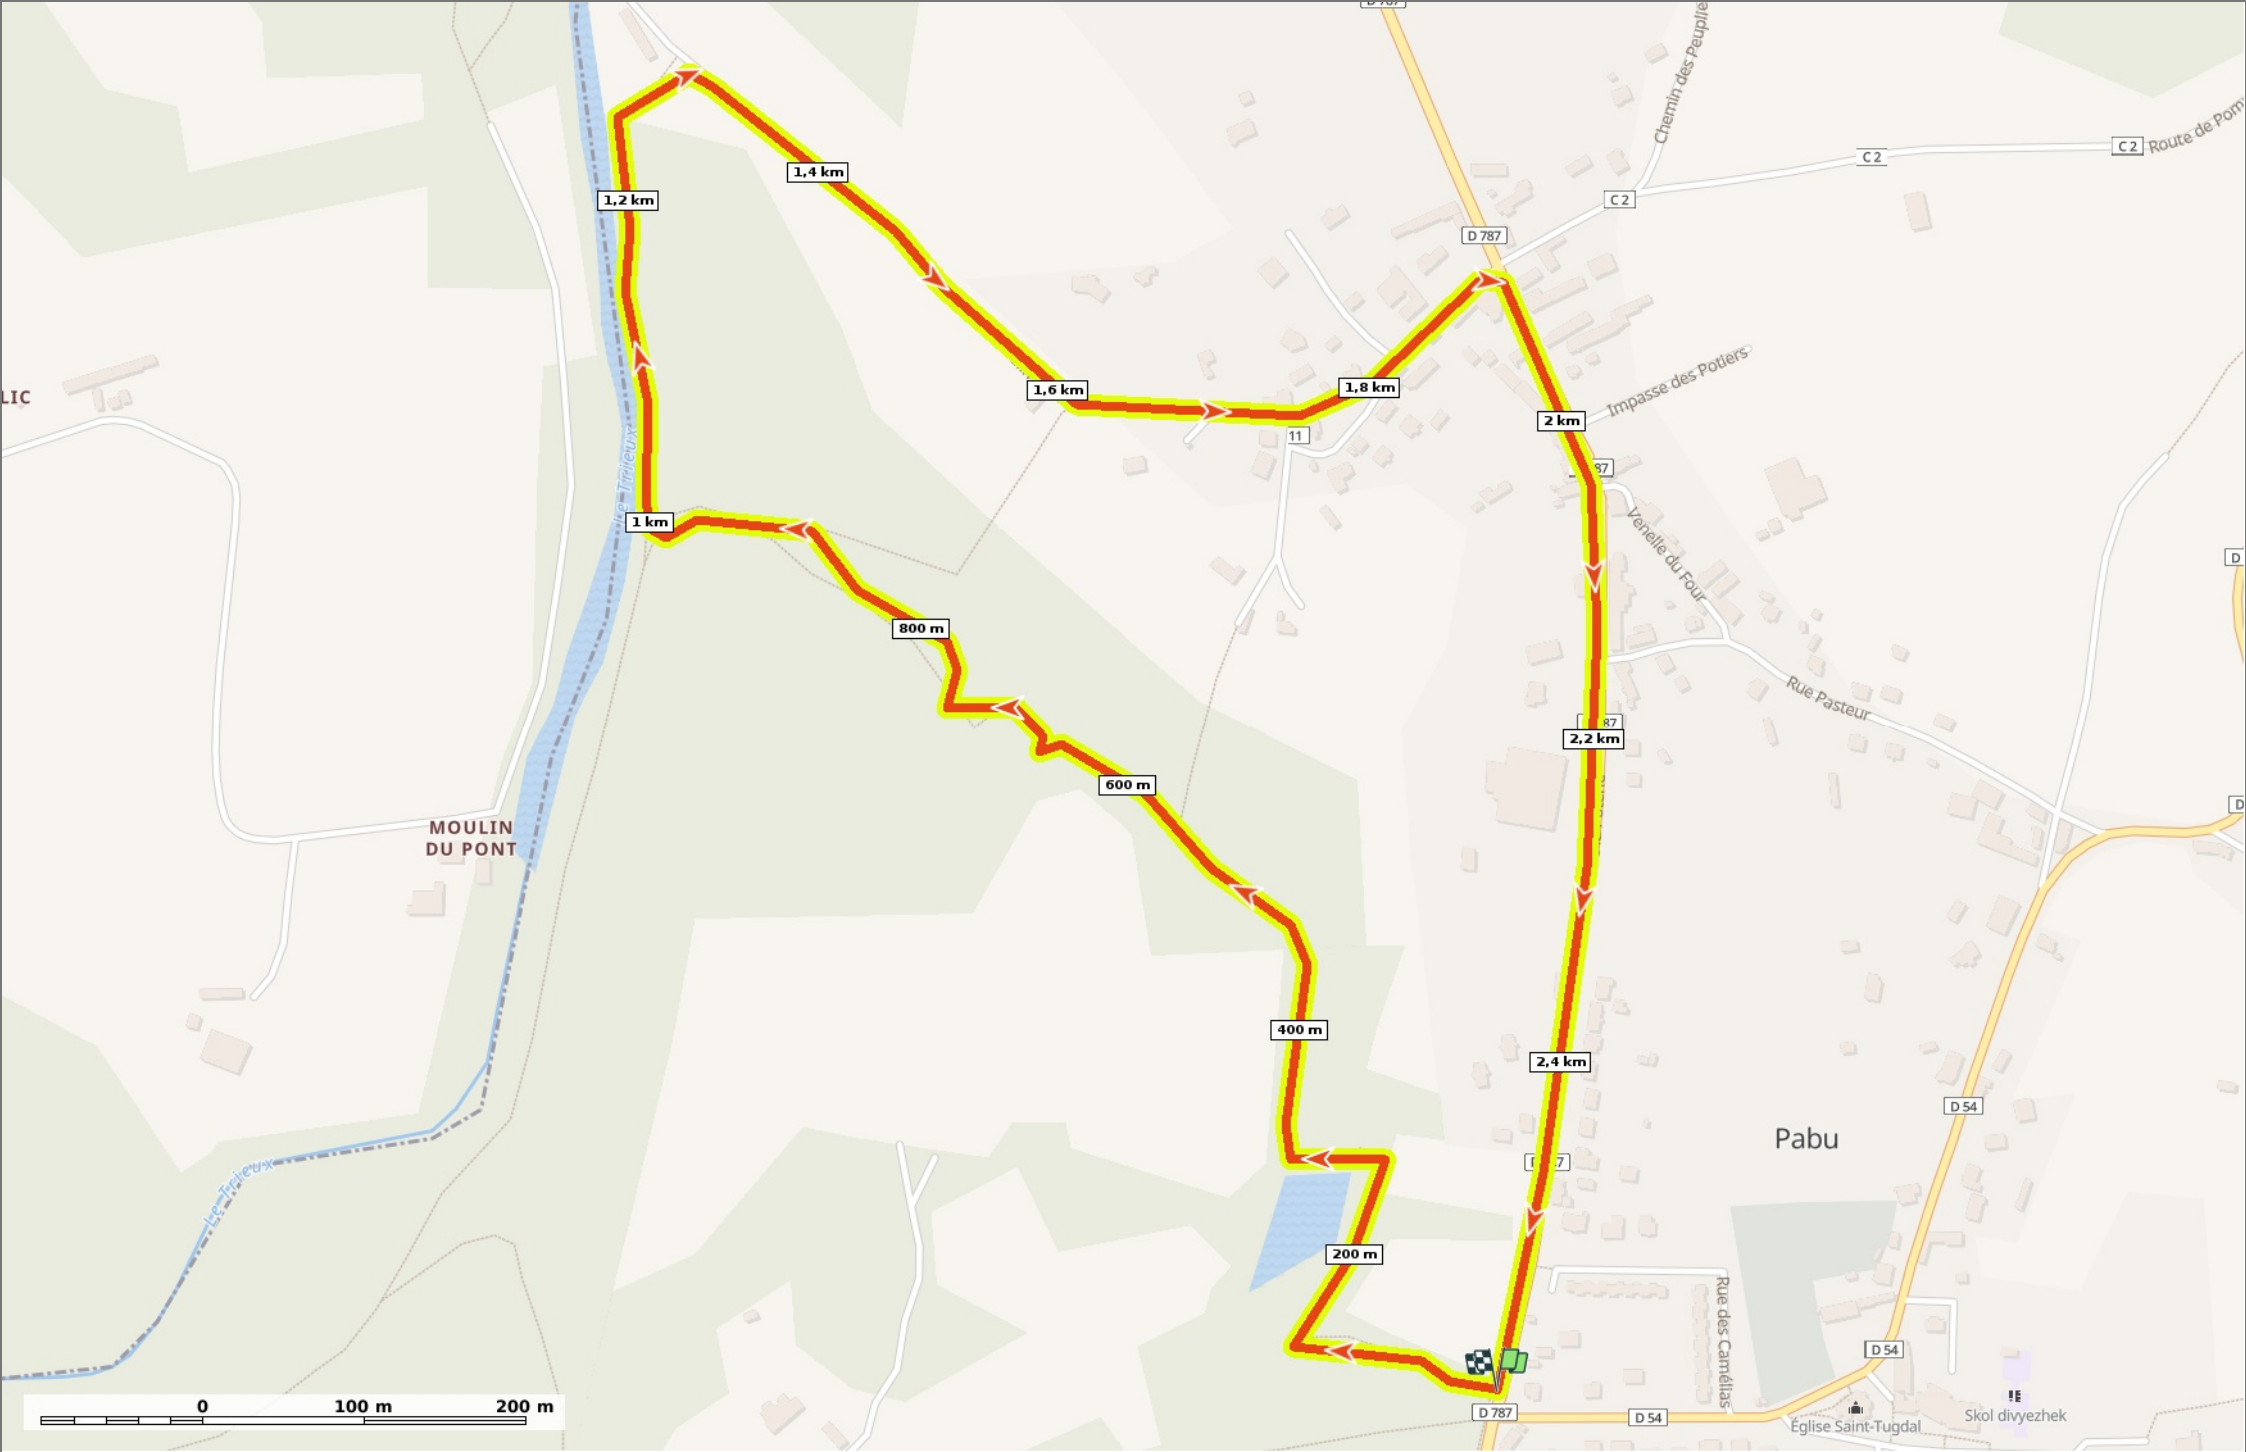 Chemin des Peuplie
C 2
C 2
Route de Pom
1,4 km
1,2 km
C 2
D 787
Impasse des Potiers
LIC
1,6 km
1,8 km
2 km
11
87
Le Trieux
1 km
Venelle du Four
D
800 m
Rue Pasteur
87
2,2 km
600 m
D
MOULIN
DU PONT
400 m
2,4 km
D 54
Pabu
Le Trieux
200 m
Rue des Camélias
D 54
0 100 m 200 m
D 787
D 54
Église Saint-Tugdal
Skol divyezhek